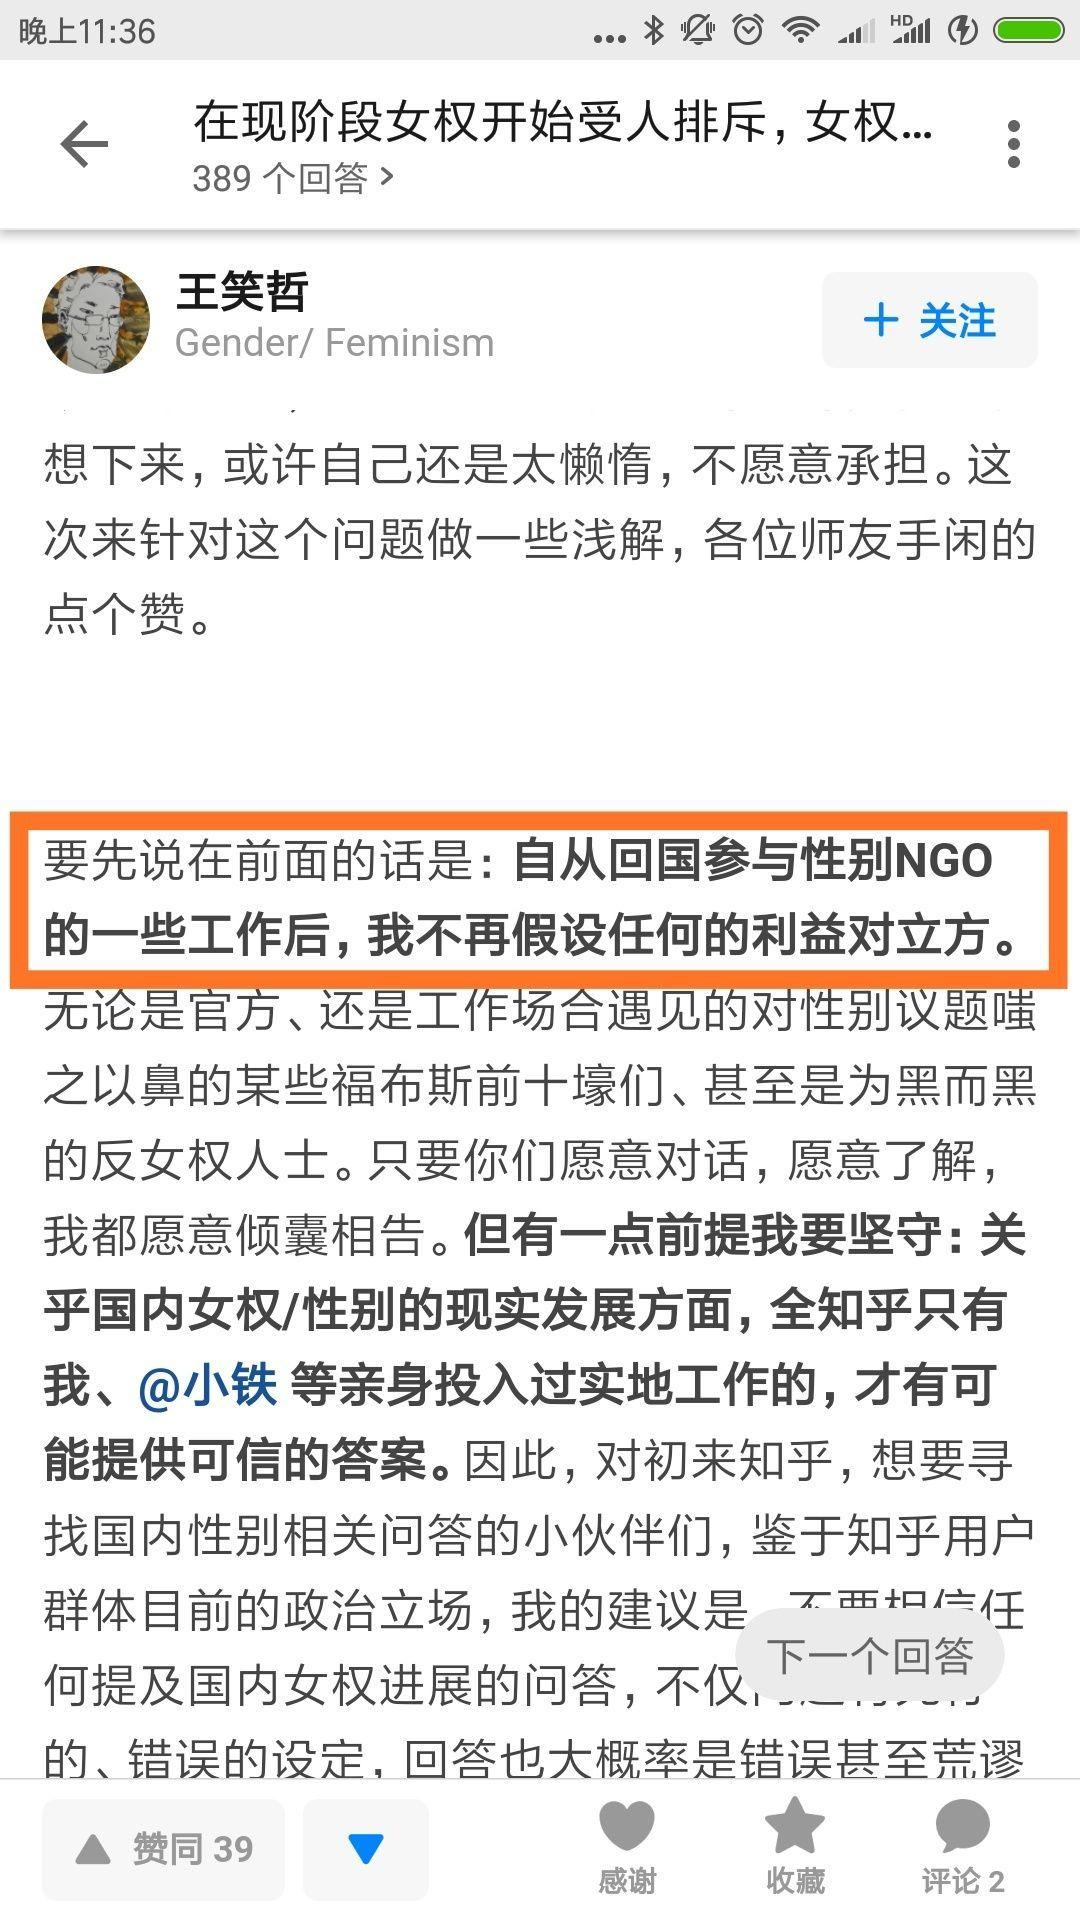 晚上11:36
HD
在现阶段女权开始受人排斥，女权...
389 个回答 >
王笑哲
Gender/ Feminism
+ 关注
想下来，或许自己还是太懒惰，不愿意承担。这
次来针对这个问题做一些浅解，各位师友手闲的
点个赞。
要先说在前面的话是：自从回国参与性别NGO
的一些工作后，我不再假设任何的利益对立方。
无论是官方、还是工作场合遇见的对性别议题嗤
之以鼻的某些福布斯前十壕们、甚至是为黑而黑
的反女权人士。只要你们愿意对话，愿意了解，
我都愿意倾囊相告。但有一点前提我要坚守：关
乎国内女权/性别的现实发展方面，全知乎只有
我、@小铁 等亲身投入过实地工作的，才有可
能提供可信的答案。因此，对初来知乎，想要寻
找国内性别相关问答的小伙伴们，鉴于知乎用户
群体目前的政治立场，我的建议是，不要相信任
何提及国内女权进展的问答，不仅
下一个回答
的、错误的设定，回答也大概率是错误甚至荒谬
赞同 39
感谢
收藏
评论 2